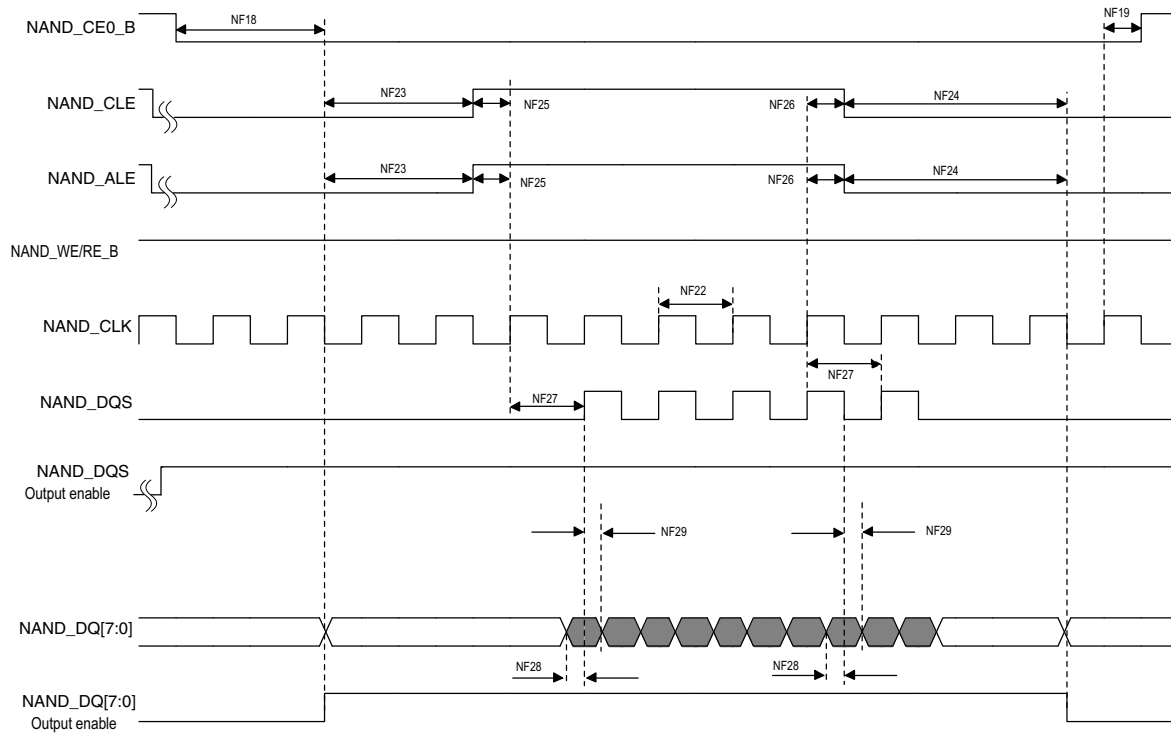 NAND_CE0_B
NF18
NF19
NAND_CLE
NF23
NF25
NF26
NF24
NAND_ALE
NF23
NF25
NF26
NF24
NAND_WE/RE_B
NAND_CLK
NF22
NF27
NAND_DQS
NF27
NAND_DQS
Output enable
NF29
NF29
NAND_DQ[7:0]
NF28
NF28
NAND_DQ[7:0]
Output enable